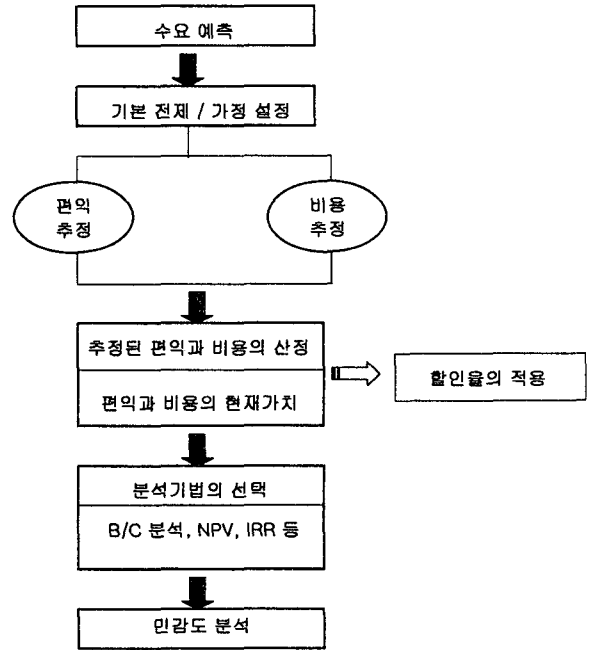 수요 예측
기본 전제 / 가정 설정
편익
추정
비용
추정
추정된 편익과 비용의 산정
할인율의 적용
편익과 비용의 현재가치
분석기법의 선택
B/C 분석, NPV, IRR 등
민감도 분석